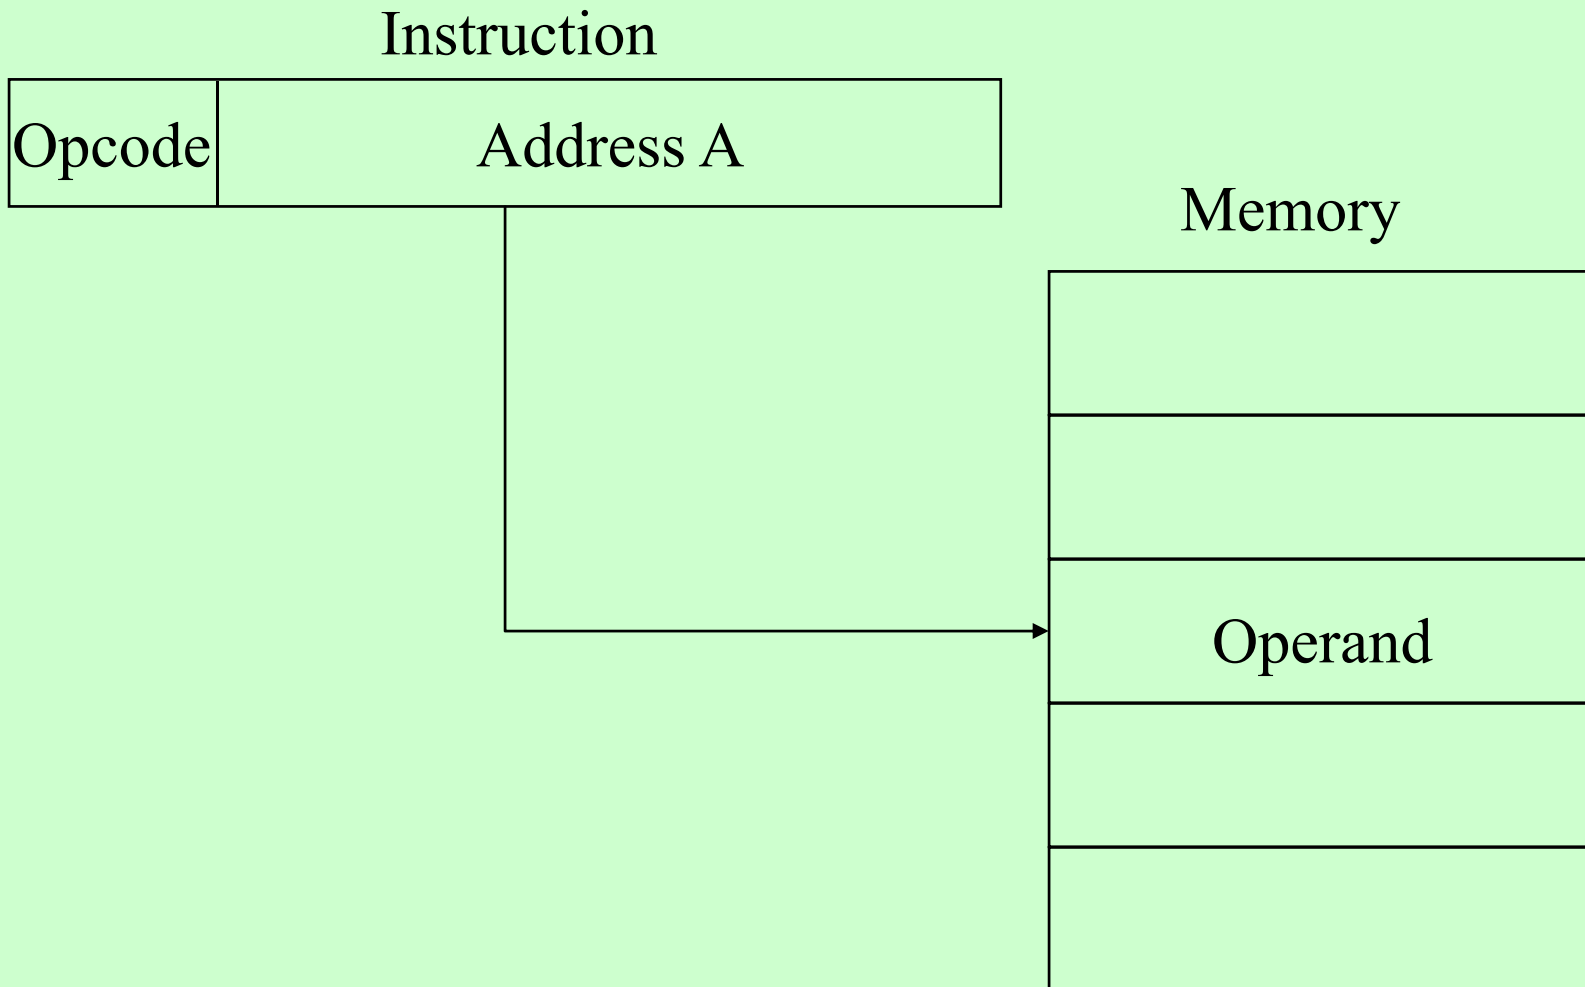 Instruction
Opcode
Address A
Memory
Operand